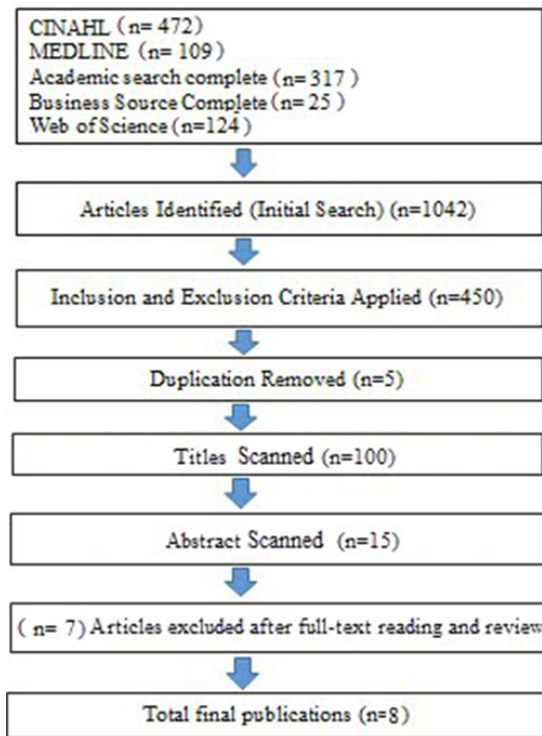 CINAHL (n= 472)
MEDLINE (n= 109)
Academic search complete (n=317)
Business Source Complete (n=25)
Web of Science (n=124)
Articles Identified (Initial Search) (n=1042)
Inclusion and Exclusion Criteria Applied (n=450)
Duplication Removed (n=5)
Titles Scanned (n=100)
Abstract Scanned (n=15)
( n= 7) Articles excluded after full-text reading and review
Total final publications (n=8)